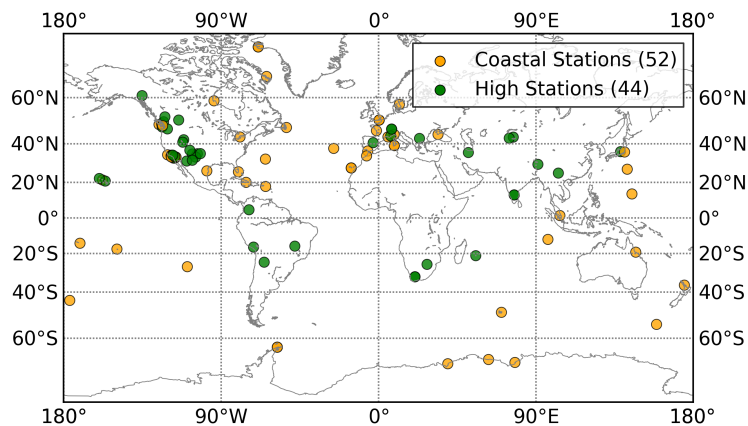 180° 90°W 0° 90°E 180°
Coastal Stations (52)
High Stations (44)
60°N 60°N
40°N 40°N
20°N 20°N
0° 0°
20°S 20°S
40°S 40°S
60°S 60°S
180° 90°W 0° 90°E 180°